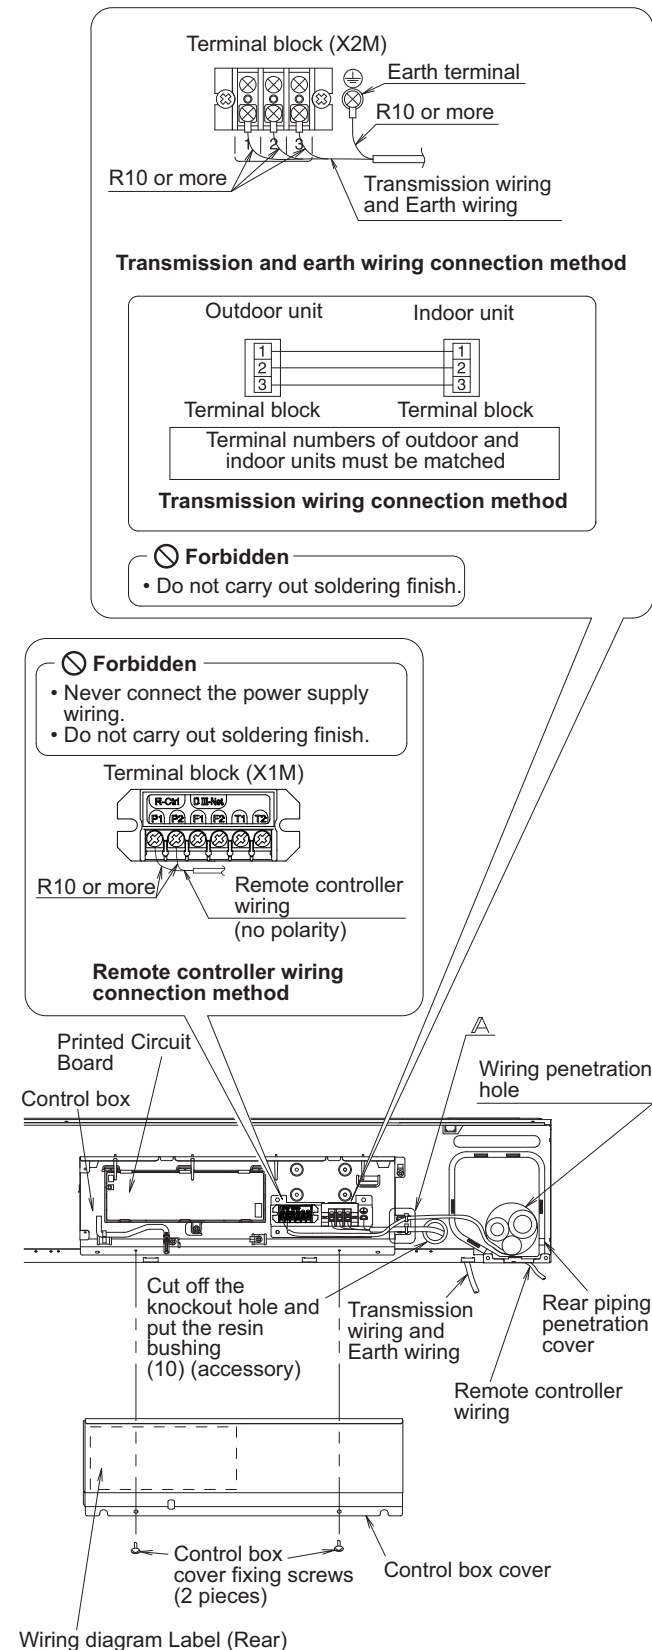 Terminal block (X2M)
Earth terminal
R10 or more
1 2 3
R10 or more
Transmission wiring
and Earth wiring
Transmission and earth wiring connection method
Outdoor unit
Indoor unit
1
2
3
1
2
3
Terminal block
Terminal block
Terminal numbers of outdoor and
indoor units must be matched
Transmission wiring connection method
Forbidden
• Do not carry out soldering finish.
Forbidden
• Never connect the power supply
wiring.
• Do not carry out soldering finish.
Terminal block (X1M)
R-Ctrl DIII-Net
P1 P2 F1 F2 T1 T2
R10 or more
Remote controller
wiring
(no polarity)
Remote controller wiring
connection method
A
Printed Circuit
Board
Wiring penetration
hole
Control box
Cut off the
knockout hole and
put the resin
bushing
(10) (accessory)
Transmission
wiring and
Earth wiring
Rear piping
penetration
cover
Remote controller
wiring
Control box
cover fixing screws
(2 pieces)
Control box cover
Wiring diagram Label (Rear)